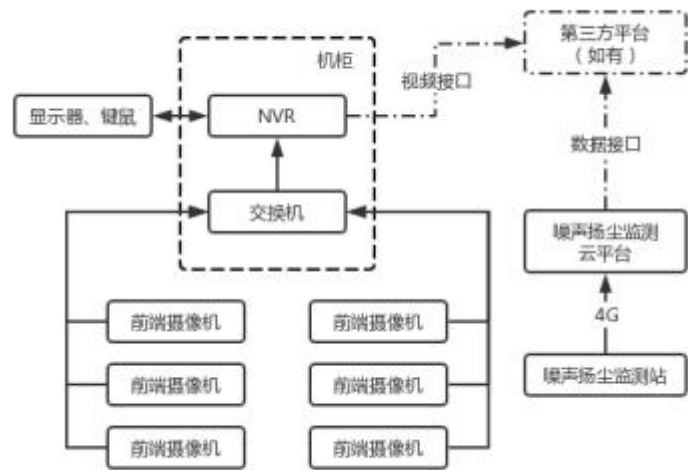 第三方平台
（如有）
机柜
视频接口
显示器、键鼠
NVR
数据接口
交换机
噪声扬尘监测
云平台
前端摄像机
前端摄像机
4G
前端摄像机
前端摄像机
噪声扬尘监测站
前端摄像机
前端摄像机